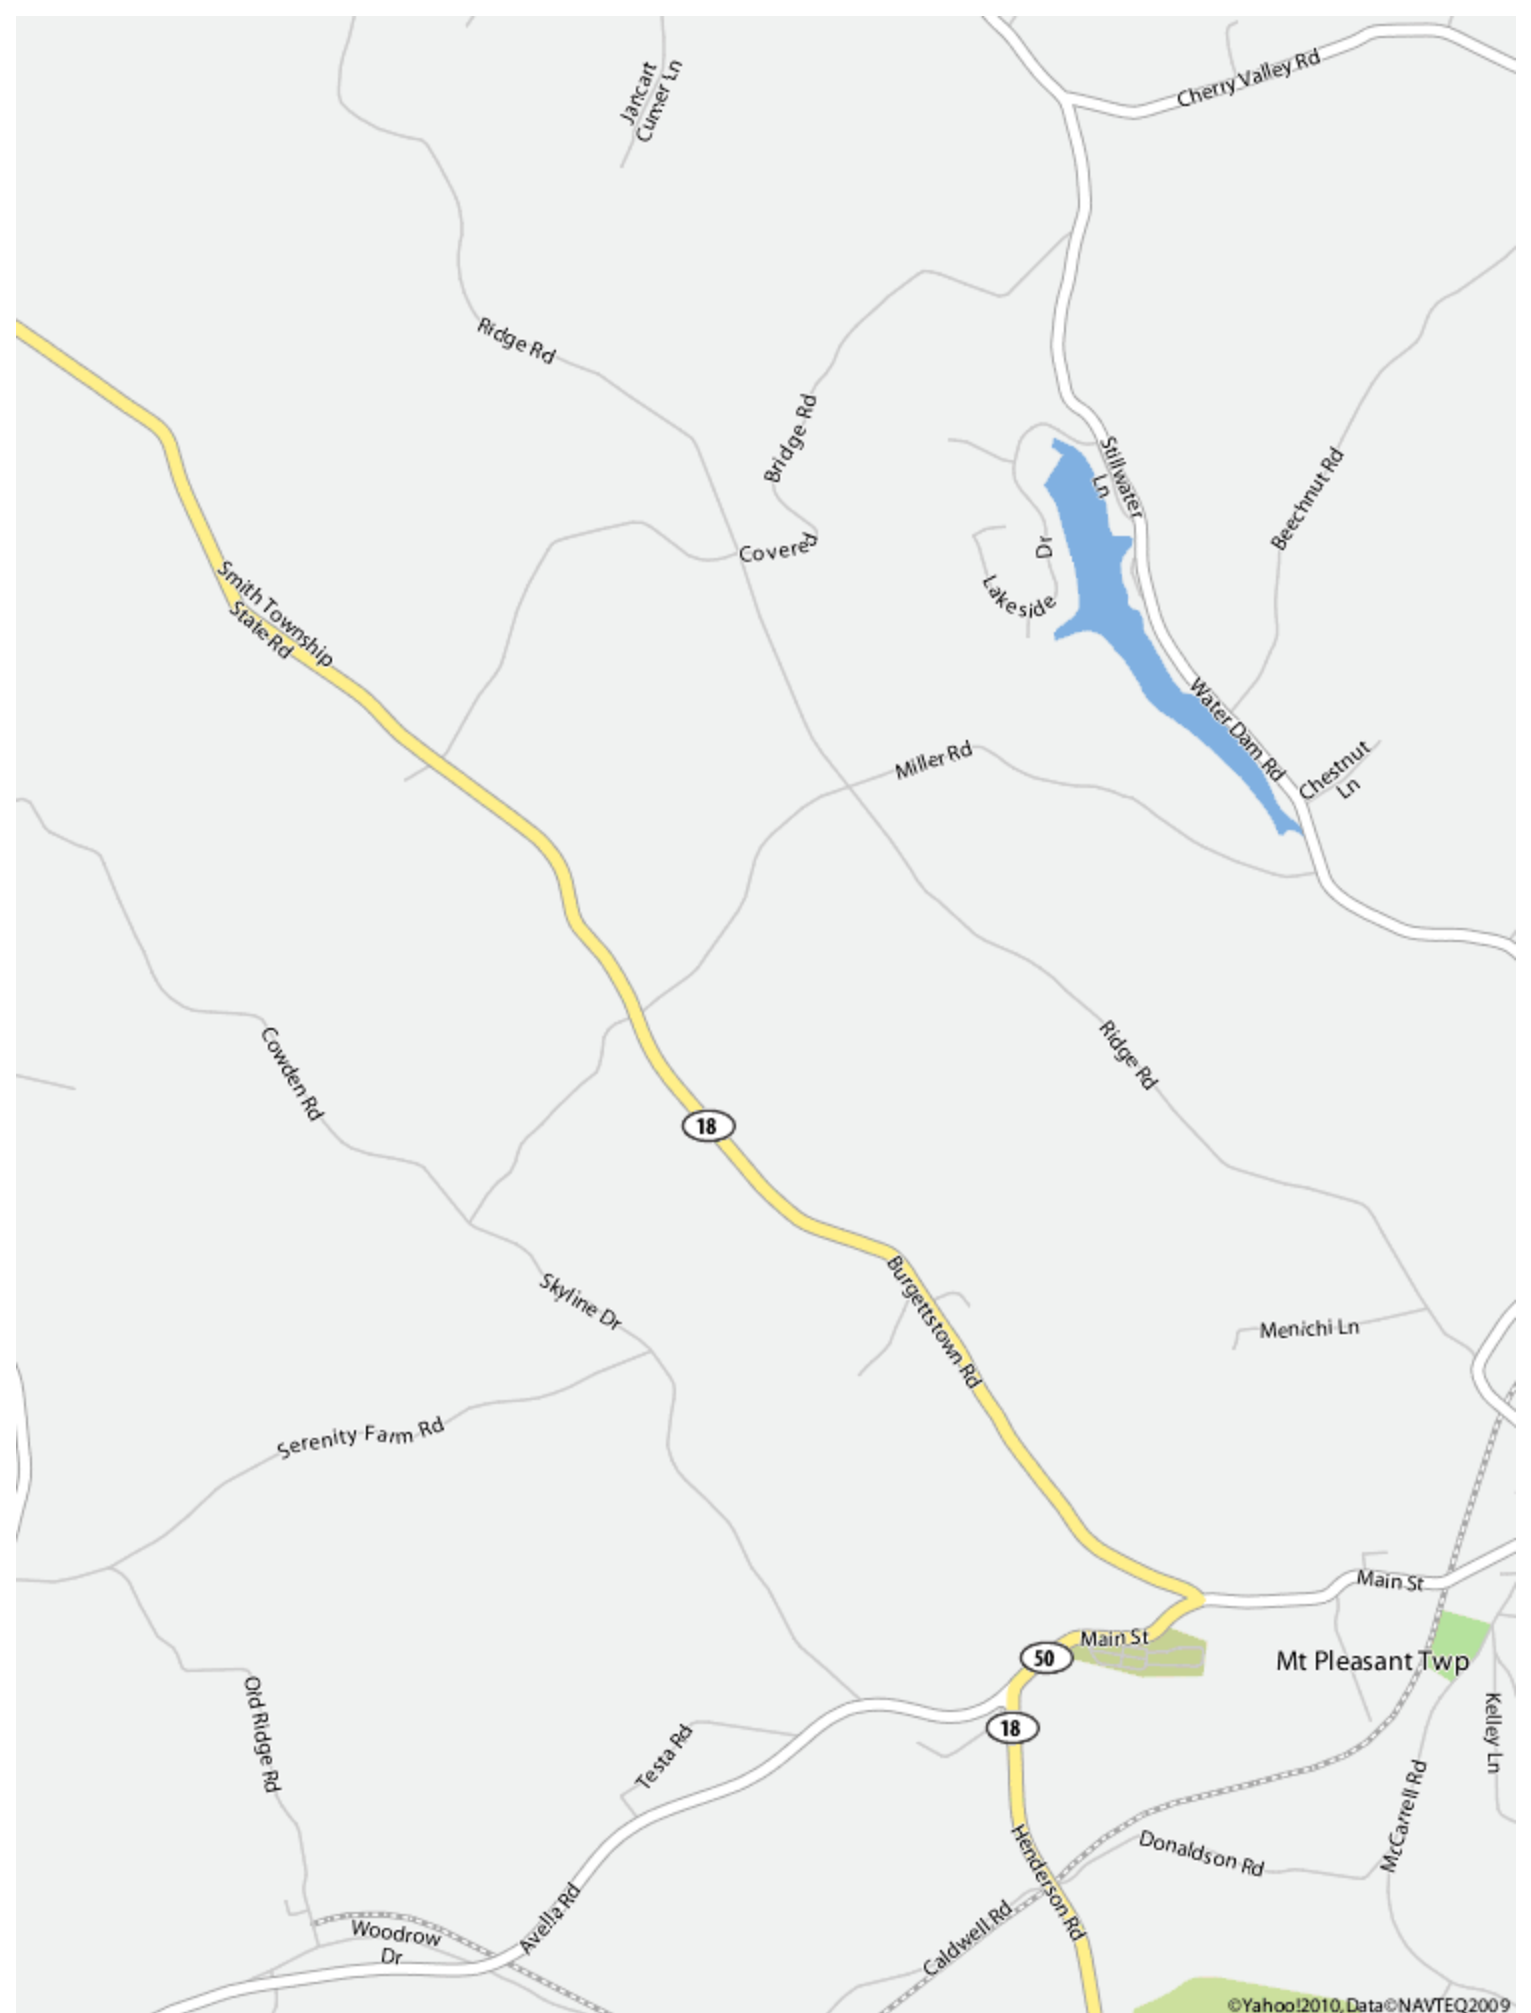 Jancart
Cumer Ln
Cherry Valley Rd
Ridge Rd
Bridge Rd
Covered
Stillwater
Ln
Beechnut Rd
Dr
Lakeside
Smith Township
State Rd
Water Dam Rd
Miller Rd
Chestnut
Ln
Cowden Rd
Ridge Rd
18
Skyline Dr
Burgettstown Rd
Menichi Ln
Serenity Farm Rd
Main St
Main St
50
Mt Pleasant Twp
18
Old Ridge Rd
Testa Rd
Kelley Ln
McCarrell Rd
Donaldson Rd
Henderson Rd
Avella Rd
Caldwell Rd
Woodrow
Dr
©Yahoo!2010,Data©NAVTEQ2009